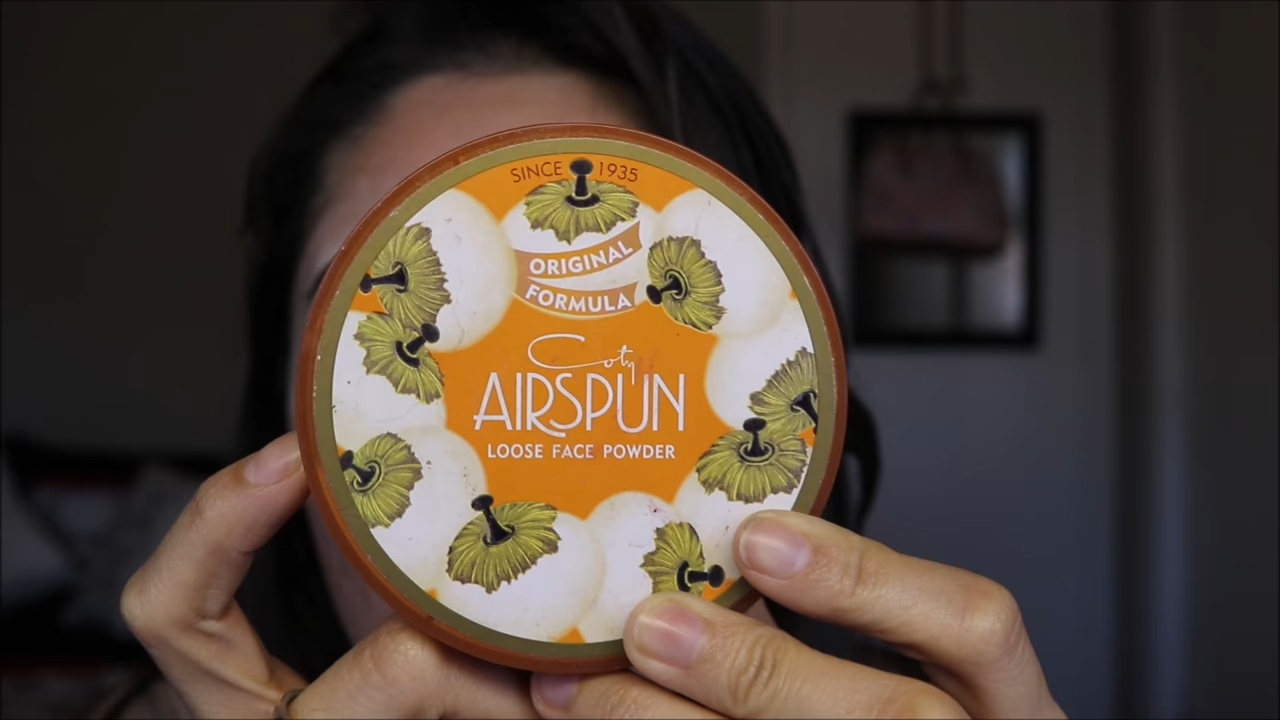 SINCE 1935
ORIGINAL
FORMULA
Coty
AIRSPUN
LOOSE FACE POWDER